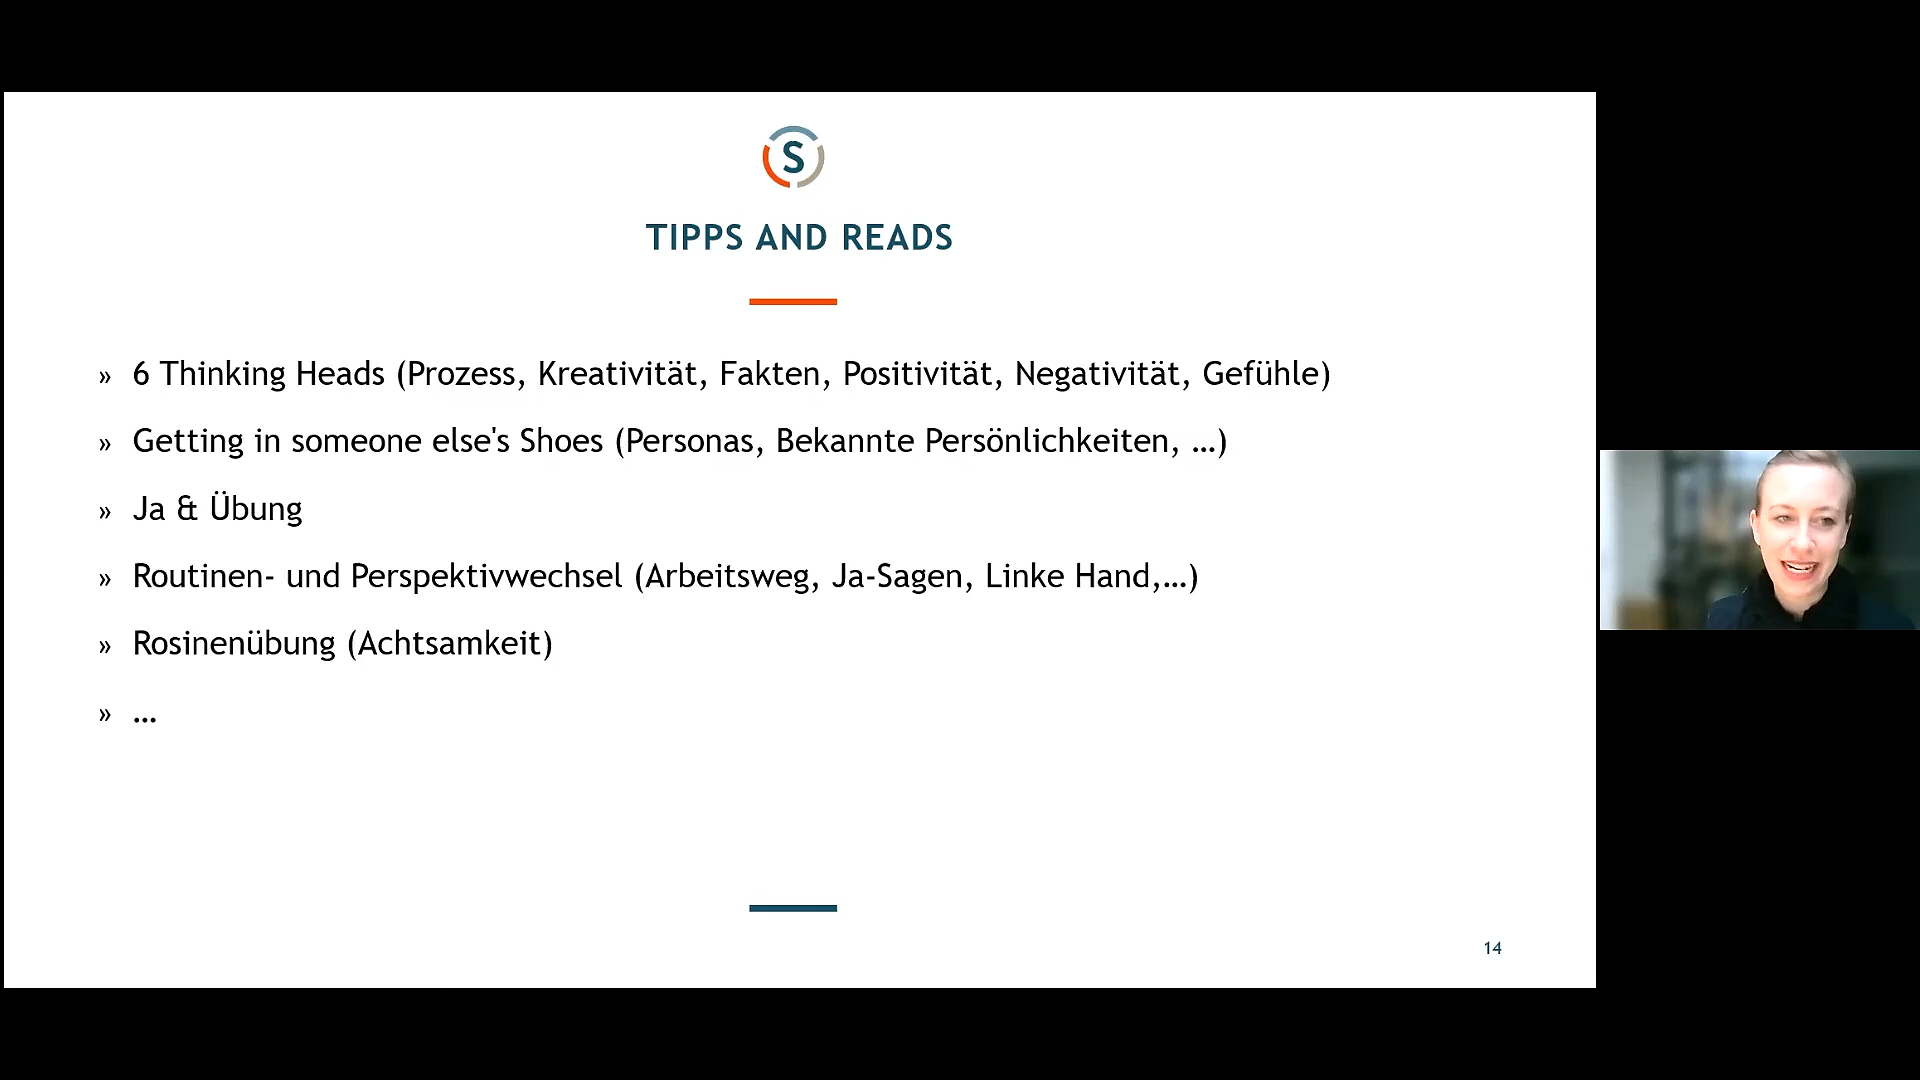 S
TIPPS AND READS
» 6 Thinking Heads (Prozess, Kreativität, Fakten, Positivität, Negativität, Gefühle)
» Getting in someone else's Shoes (Personas, Bekannte Persönlichkeiten, …)
» Ja & Übung
» Routinen- und Perspektivwechsel (Arbeitsweg, Ja-Sagen, Linke Hand,…)
» Rosinenübung (Achtsamkeit)
» …
14